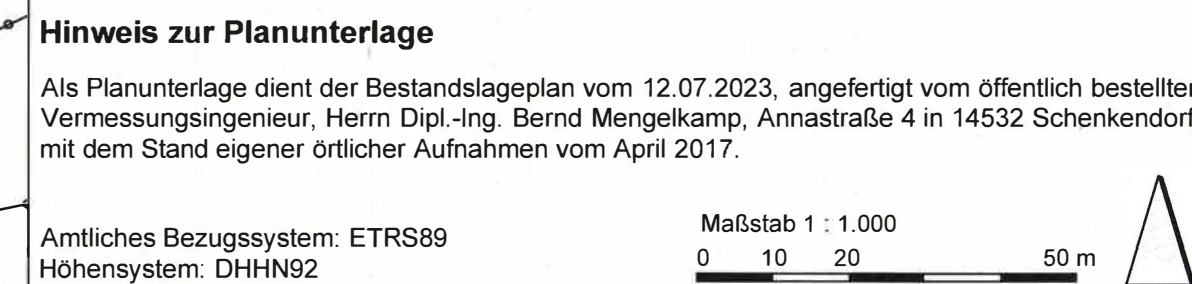 Hinweis zur Planunterlage
Als Planunterlage dient der Bestandslageplan vom 12.07.2023, angefertigt vom öffentlich bestellten
Vermessungsingenieur, Herrn Dipl.-Ing. Bernd Mengelkamp, Annastraße 4 in 14532 Schenkendorf
mit dem Stand eigener örtlicher Aufnahmen vom April 2017.
Amtliches Bezugssystem: ETRS89
Höhensystem: DHHN92
Maßstab 1 : 1.000
0 10 20 50 m